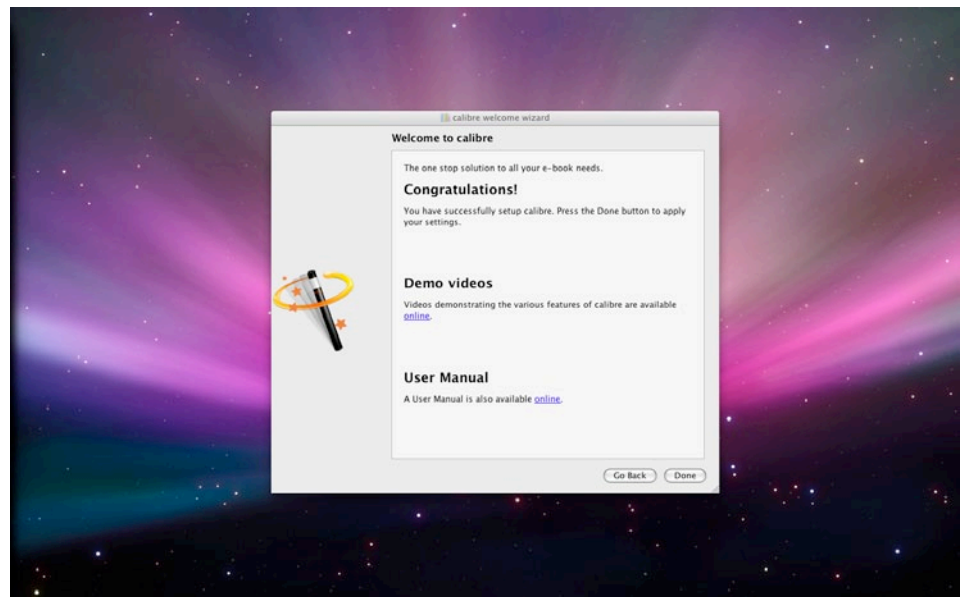 calibre welcome wizard
Welcome to calibre
The one stop solution to all your e-book needs.
Congratulations!
You have successfully setup calibre. Press the Done button to apply
your settings.
Demo videos
Videos demonstrating the various features of calibre are available
online.
User Manual
A User Manual is also available online.
Go Back Done